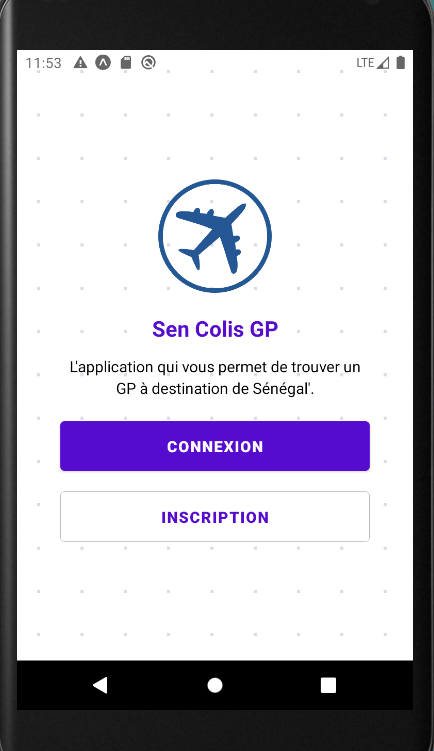 11:53
LTE
Sen Colis GP
L'application qui vous permet de trouver un
GP à destination de Sénégal'.
CONNEXION
INSCRIPTION